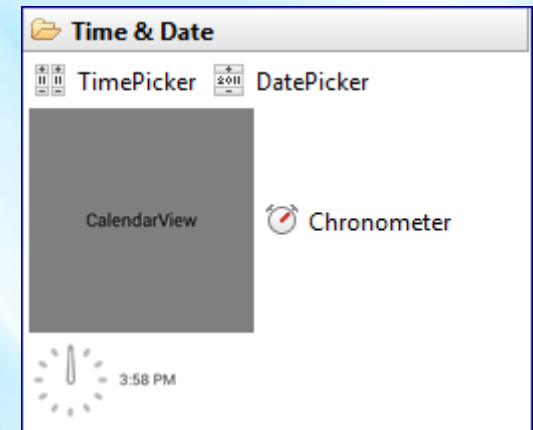 Time & Date
TimePicker DatePicker
CalendarView
Chronometer
3:58 PM